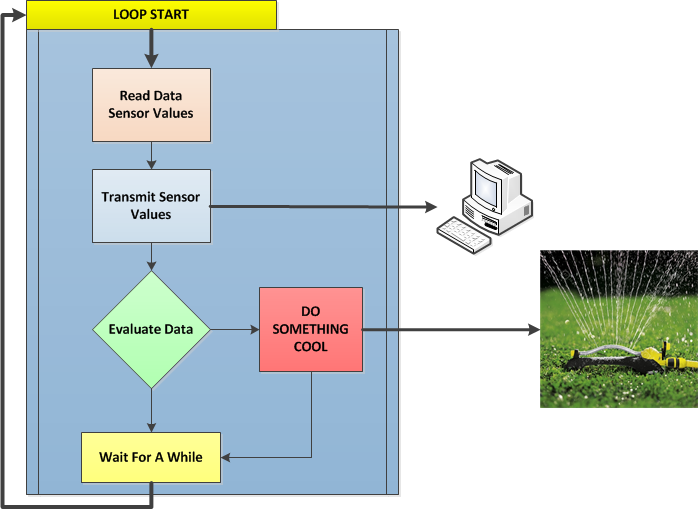 LOOP START
Read Data
Sensor Values
Transmit Sensor
Values
Evaluate Data
DO
SOMETHING
COOL
Wait For A While